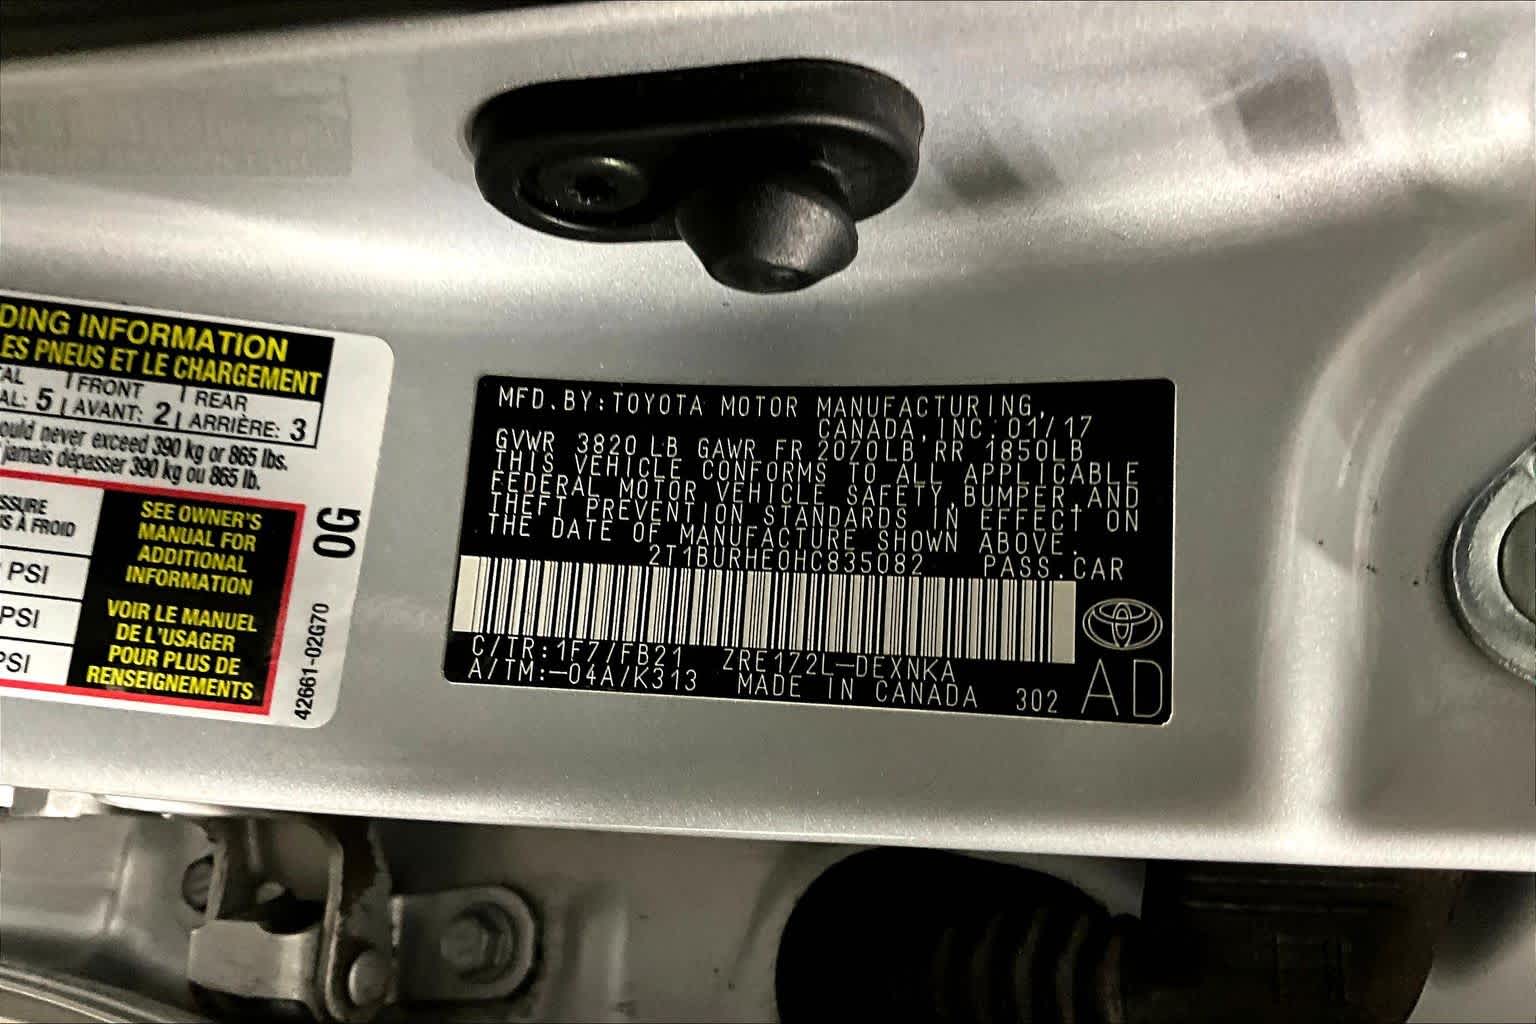 DING INFORMATION
LES PNEUS ET LE CHARGEMENT
FRONT
REAR
AL: 5
AVANT: 2
ARRIÈRE: 3
never exceed 390 kg or 865 lbs.
jamais dépasser 390 kg ou 865 lb.
À FROID
PSI
PSI
PSI
SEE OWNER'S
MANUAL FOR
ADDITIONAL
INFORMATION
VOIR LE MANUEL
DE L'USAGER
POUR PLUS DE
RENSEIGNEMENTS
0G
42661-02G70
MFD.BY:TOYOTA MOTOR MANUFACTURING,
CANADA,INC. 01/17
GVWR 3820 LB GAWR FR 2070LB RR 1850LB
THIS VEHICLE CONFORMS TO ALL APPLICABLE
FEDERAL MOTOR VEHICLE SAFETY,BUMPER,AND
THEFT PREVENTION STANDARDS IN EFFECT ON
THE DATE OF MANUFACTURE SHOWN ABOVE.
2T1BURHE0HC835082 PASS.CAR
C/TR:1F7/FB21 ZRE172L-DEXNKA
A/TM:-04A/K313 MADE IN CANADA 302 AD